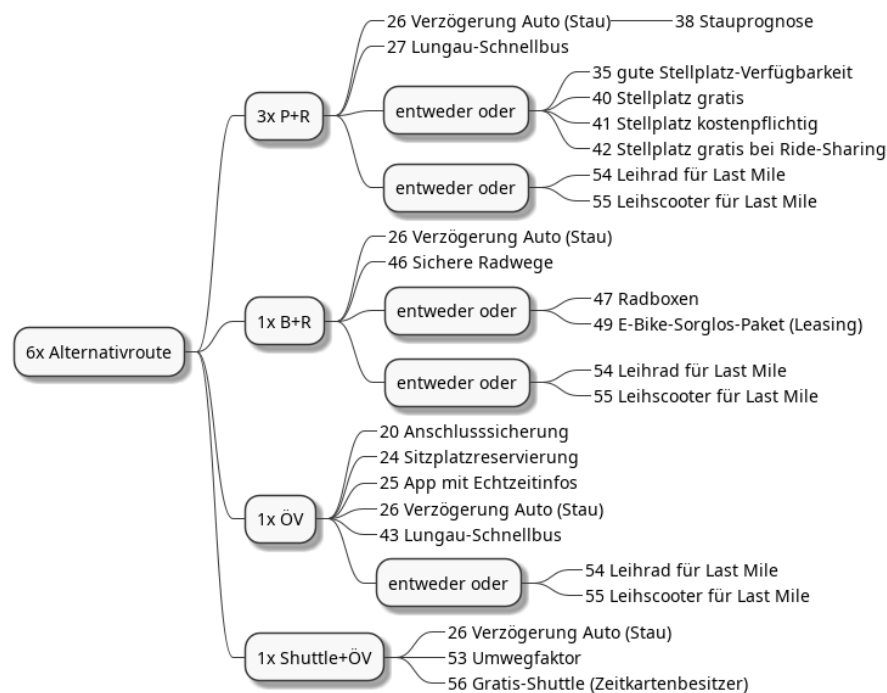 6x Alternativroute
3x P+R
26 Verzögerung Auto (Stau)
38 Stauprognose
27 Lungau-Schnellbus
entweder oder
35 gute Stellplatz-Verfügbarkeit
40 Stellplatz gratis
41 Stellplatz kostenpflichtig
42 Stellplatz gratis bei Ride-Sharing
entweder oder
54 Leihrad für Last Mile
55 Leihscooter für Last Mile
1x B+R
26 Verzögerung Auto (Stau)
46 Sichere Radwege
entweder oder
47 Radboxen
49 E-Bike-Sorglos-Paket (Leasing)
entweder oder
54 Leihrad für Last Mile
55 Leihscooter für Last Mile
1x ÖV
20 Anschlusssicherung
24 Sitzplatzreservierung
25 App mit Echtzeitinfos
26 Verzögerung Auto (Stau)
43 Lungau-Schnellbus
entweder oder
54 Leihrad für Last Mile
55 Leihscooter für Last Mile
1x Shuttle+ÖV
26 Verzögerung Auto (Stau)
53 Umwegfaktor
56 Gratis-Shuttle (Zeitkartenbesitzer)